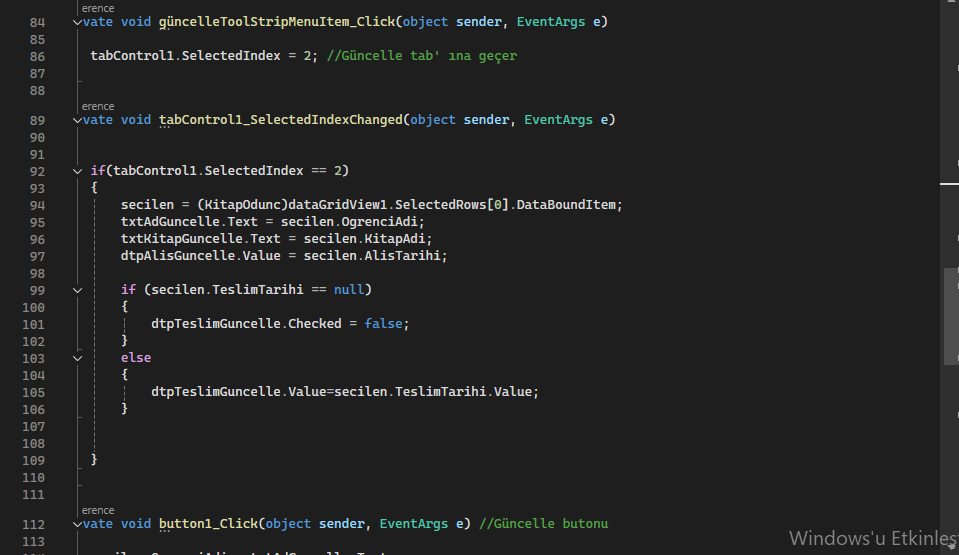 erence
84 vate void güncelleToolStripMenuItem_Click(object sender, EventArgs e)
85
86 tabControl1.SelectedIndex = 2; //Güncelle tab' ına geçer
87
88
erence
89 vate void tabControl1_SelectedIndexChanged(object sender, EventArgs e)
90
91
92 if(tabControl1.SelectedIndex == 2)
93 {
94 secilen = (KitapOdunc)dataGridView1.SelectedRows[0].DataBoundItem;
95 txtAdGuncelle.Text = secilen.OgrenciAdi;
96 txtKitapGuncelle.Text = secilen.KitapAdi;
97 dtpAlisGuncelle.Value = secilen.AlisTarihi;
98
99 if (secilen.TeslimTarihi == null)
100 {
101 dtpTeslimGuncelle.Checked = false;
102 }
103 else
104 {
105 dtpTeslimGuncelle.Value=secilen.TeslimTarihi.Value;
106 }
107
108
109 }
110
111
erence
112 vate void button1_Click(object sender, EventArgs e) //Güncelle butonu
113
Windows'u Etkinleş